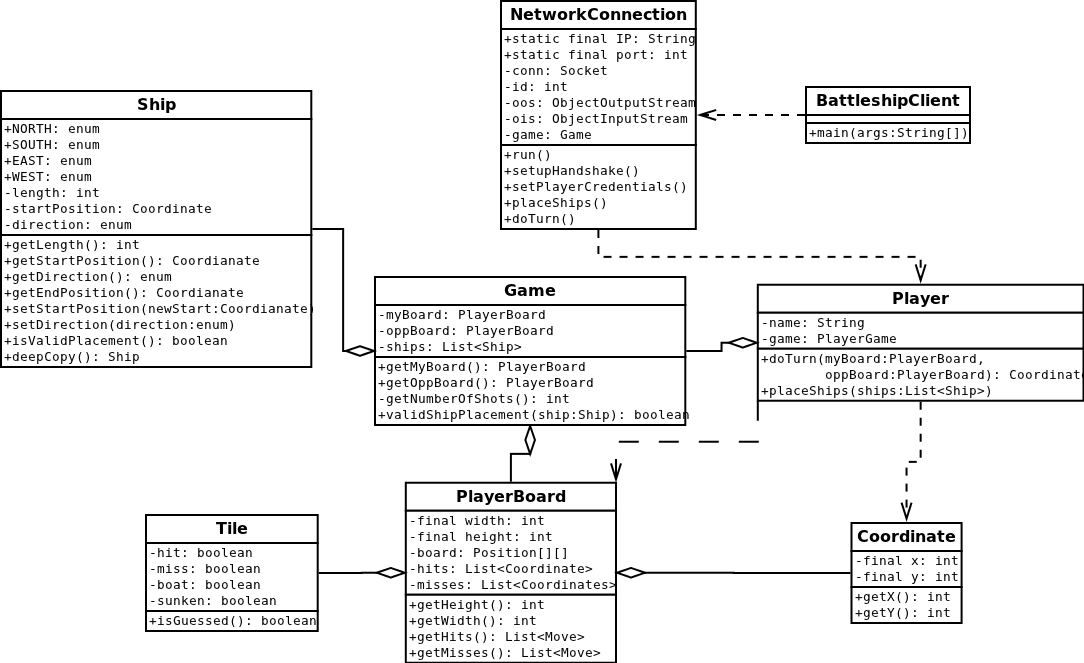 NetworkConnection
+static final IP: String
+static final port: int
-conn: Socket
-id: int
-oos: ObjectOutputStream
-ois: ObjectInputStream
-game: Game
+run()
+setupHandshake()
+setPlayerCredentials()
+placeShips()
+doTurn()
BattleshipClient
+main(args:String[])
Ship
+NORTH: enum
+SOUTH: enum
+EAST: enum
+WEST: enum
-length: int
-startPosition: Coordinate
-direction: enum
+getLength(): int
+getStartPosition(): Coordianate
+getDirection(): enum
+getEndPosition(): Coordianate
+setStartPosition(newStart:Coordianate)
+setDirection(direction:enum)
+isValidPlacement(): boolean
+deepCopy(): Ship
Game
-myBoard: PlayerBoard
-oppBoard: PlayerBoard
-ships: List<Ship>
+getMyBoard(): PlayerBoard
+getOppBoard(): PlayerBoard
-getNumberOfShots(): int
+validShipPlacement(ship:Ship): boolean
Player
-name: String
-game: PlayerGame
+doTurn(myBoard:PlayerBoard,
oppBoard:PlayerBoard): Coordinate
+placeShips(ships:List<Ship>)
PlayerBoard
-final width: int
-final height: int
-board: Position[][]
-hits: List<Coordinate>
-misses: List<Coordinates>
+getHeight(): int
+getWidth(): int
+getHits(): List<Move>
+getMisses(): List<Move>
Tile
-hit: boolean
-miss: boolean
-boat: boolean
-sunken: boolean
+isGuessed(): boolean
Coordinate
-final x: int
-final y: int
+getX(): int
+getY(): int